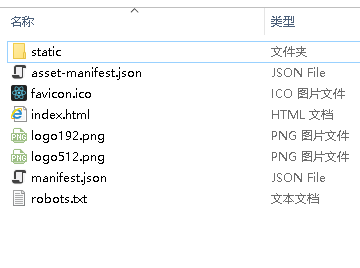 名称 类型
static 文件夹
asset-manifest.json JSON File
favicon.ico ICO 图片文件
index.html HTML 文档
logo192.png PNG 图片文件
logo512.png PNG 图片文件
manifest.json JSON File
robots.txt 文本文档